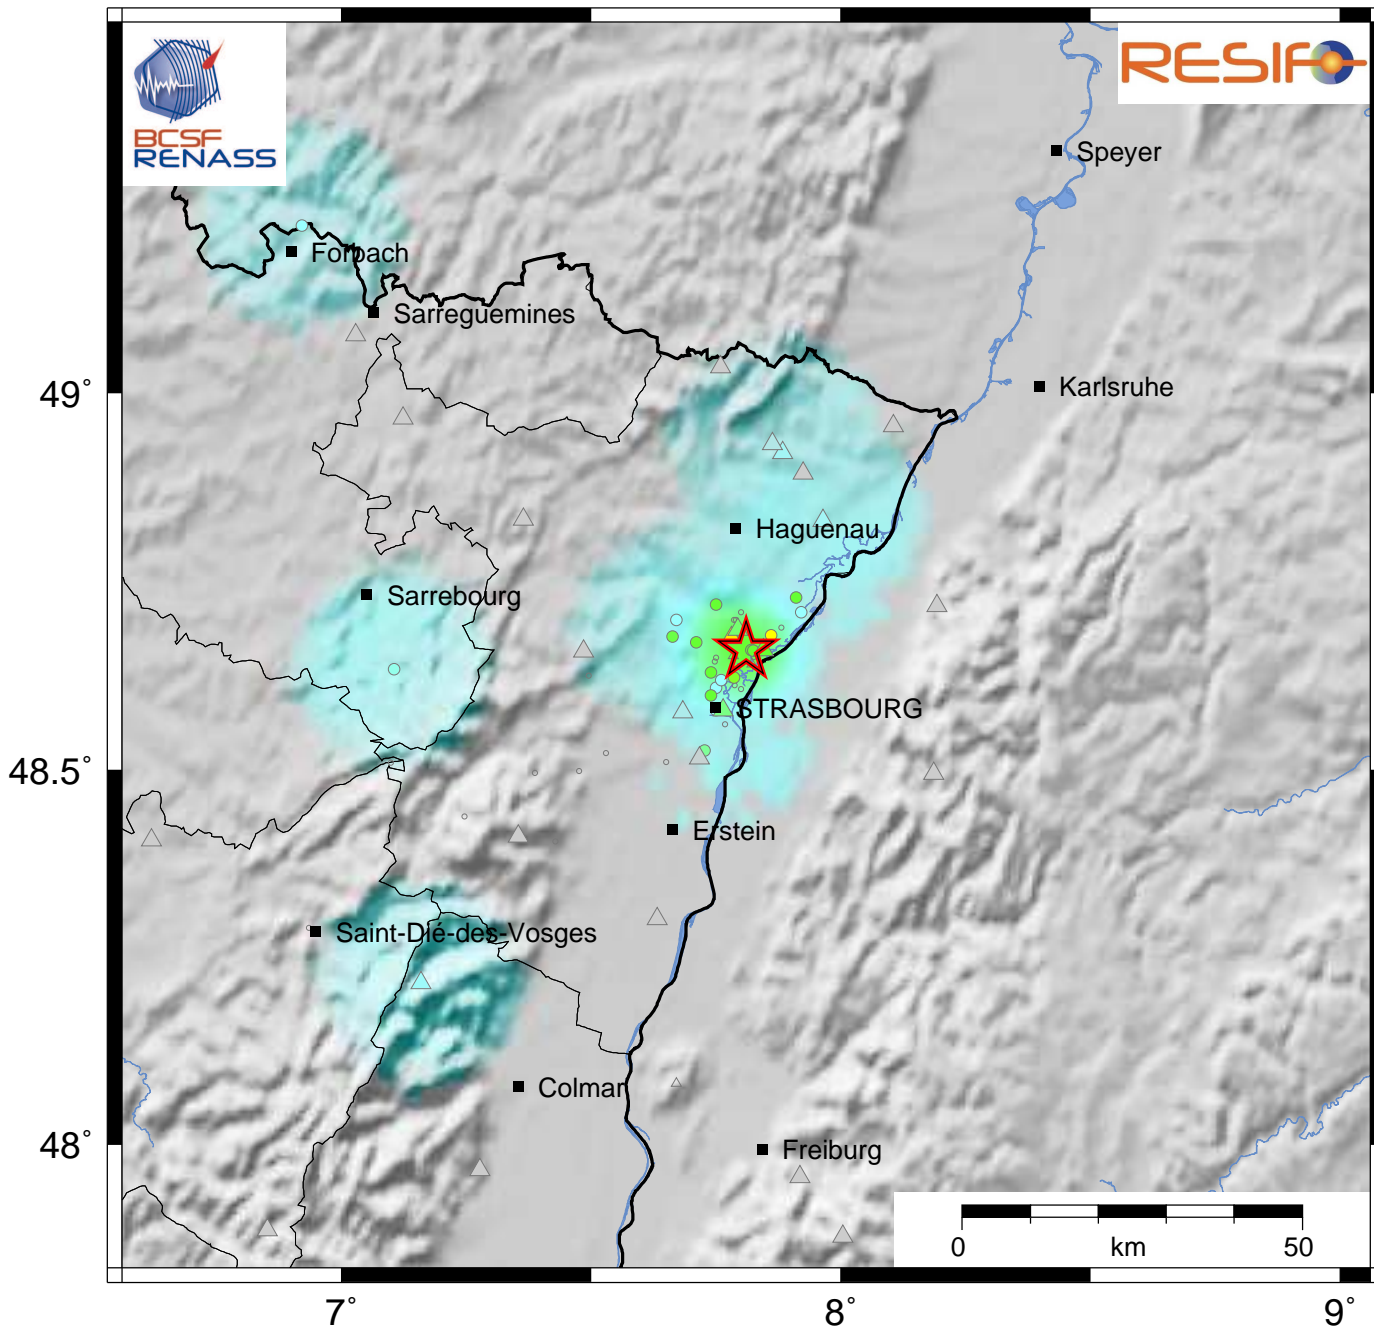 BCSF
RENASS
RESIF
Speyer
Forbach
Sarreguemines
49°
Karlsruhe
Haguenau
Sarrebourg
STRASBOURG
48.5°
Erstein
Saint-Dié-des-Vosges
Colmar
48°
Freiburg
0 km 50
7° 8° 9°